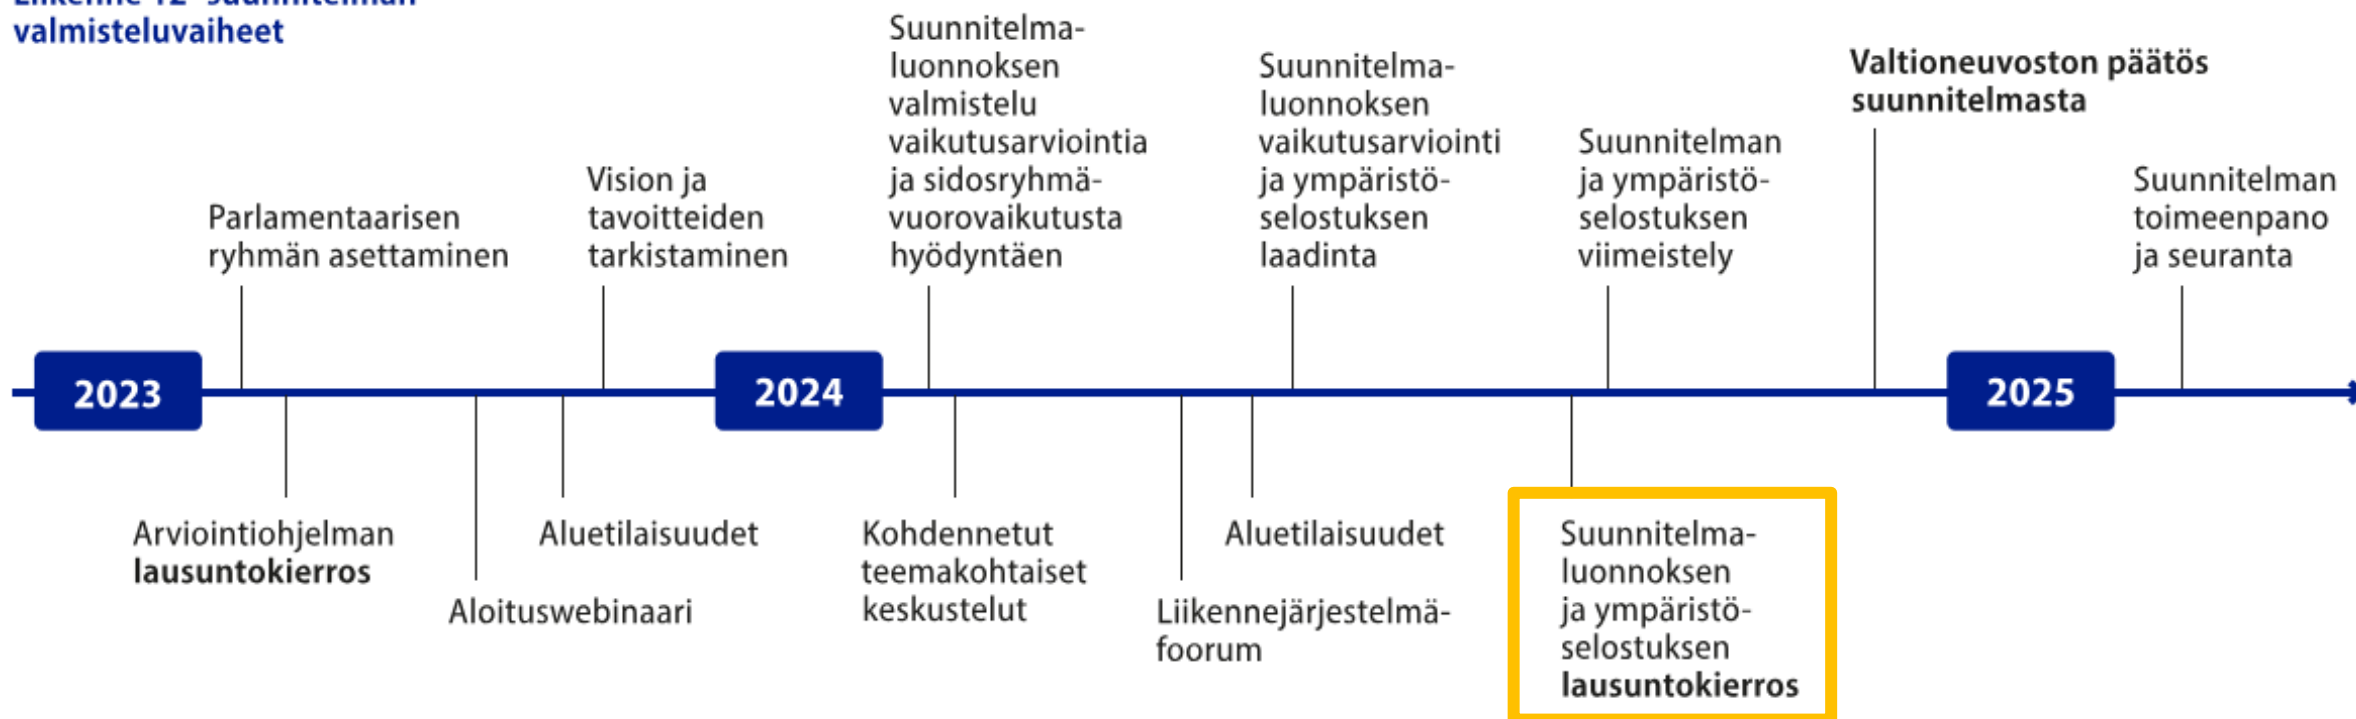 valmisteluvaiheet
Parlamentaarisen
ryhmän asettaminen
Vision ja
tavoitteiden
tarkistaminen
Suunnitelma-
luonnoksen
valmistelu
vaikutusarviointia
ja sidosryhmä-
vuorovaikutusta
hyödyntäen
Suunnitelma-
luonnoksen
vaikutusarviointi
ja ympäristö-
selostuksen
laadinta
Suunnitelman
ja ympäristö-
selostuksen
viimeistely
Valtioneuvoston päätös
suunnitelmasta
Suunnitelman
toimeenpano
ja seuranta
2023
2024
2025
Arviointiohjelman
lausuntokierros
Aloituswebinaari
Aluetilaisuudet
Kohdennetut
teemakohtaiset
keskustelut
Liikennejärjestelmä-
foorum
Aluetilaisuudet
Suunnitelma-
luonnoksen
ja ympäristö-
selostuksen
lausuntokierros